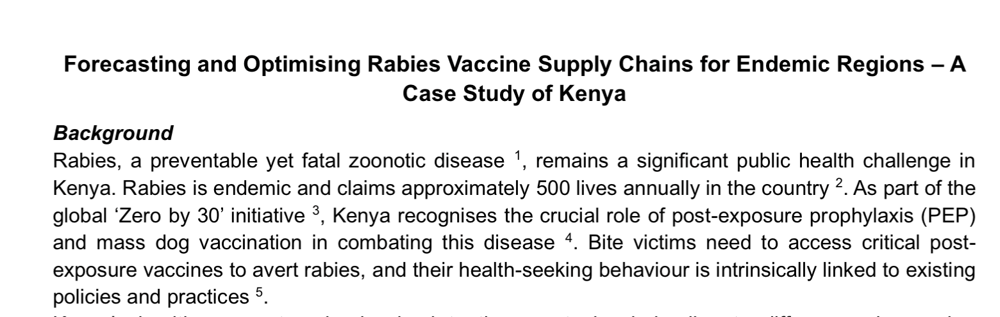 Forecasting and Optimising Rabies Vaccine Supply Chains for Endemic Regions – A
Case Study of Kenya
Background
Rabies, a preventable yet fatal zoonotic disease ¹, remains a significant public health challenge in
Kenya. Rabies is endemic and claims approximately 500 lives annually in the country ². As part of the
global ‘Zero by 30’ initiative ³, Kenya recognises the crucial role of post-exposure prophylaxis (PEP)
and mass dog vaccination in combating this disease ⁴. Bite victims need to access critical post-
exposure vaccines to avert rabies, and their health-seeking behaviour is intrinsically linked to existing
policies and practices ⁵.